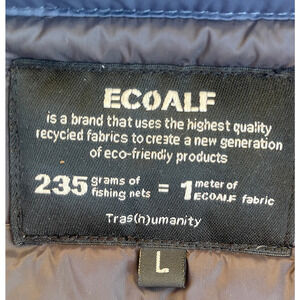 ECOALF
is a brand that uses the highest quality
recycled fabrics to create a new generation
of eco-friendly products
235 grams of fishing nets = 1 meter of ECOALF fabric
Tras(h)umanity
L